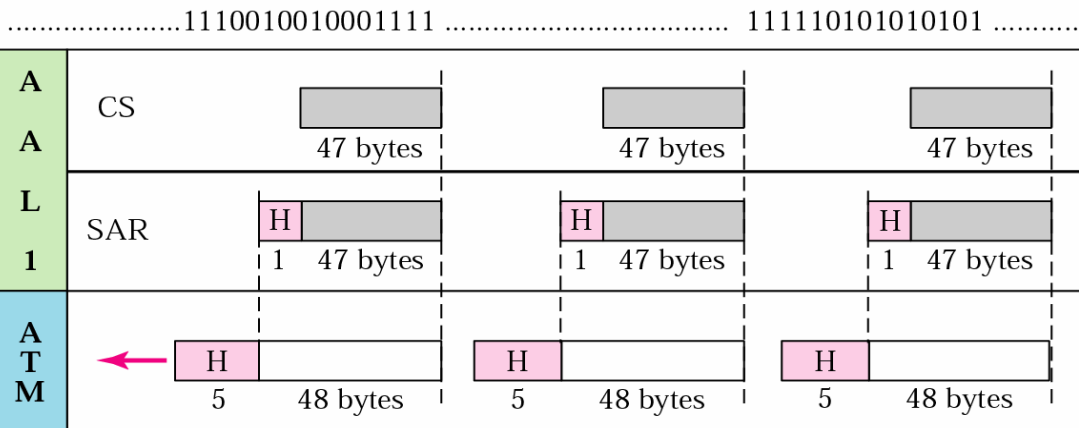 .....................1110010010001111 .................................. 111110101010101 ..........
A
A
L
1
CS
47 bytes 47 bytes 47 bytes
SAR
H H H
1 47 bytes 1 47 bytes 1 47 bytes
A
T
M
H H H
5 48 bytes 5 48 bytes 5 48 bytes